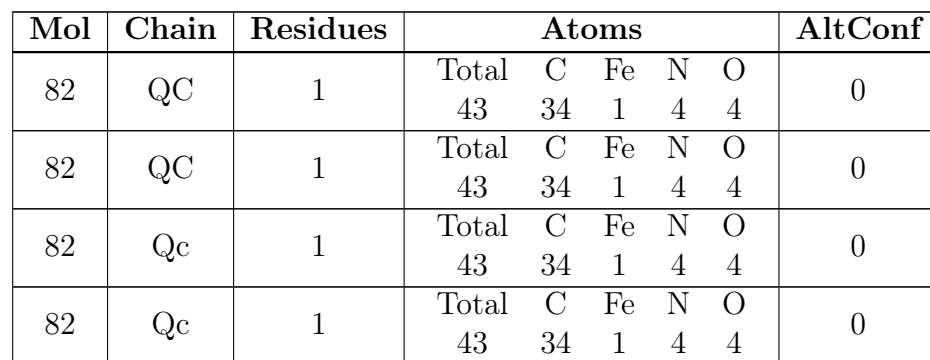 Mol Chain Residues Atoms AltConf
82 QC 1 Total C Fe N O 0
43 34 1 4 4
82 QC 1 Total C Fe N O 0
43 34 1 4 4
82 Qc 1 Total C Fe N O 0
43 34 1 4 4
82 Qc 1 Total C Fe N O 0
43 34 1 4 4